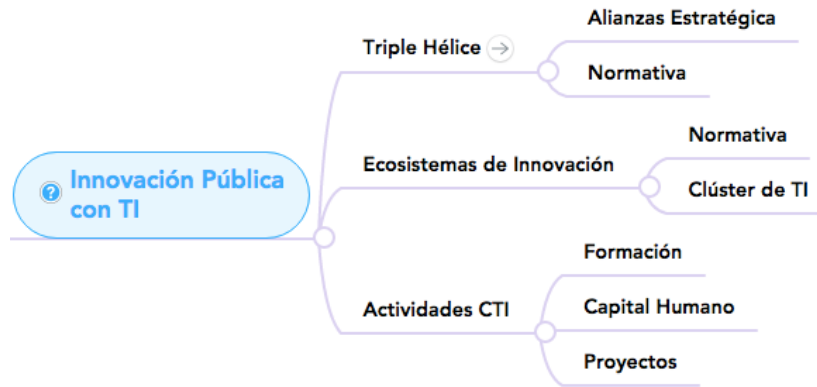 Alianzas Estratégica
Triple Hélice
Normativa
Normativa
Ecosistemas de Innovación
Clúster de TI
Innovación Pública
con TI
Formación
Actividades CTI
Capital Humano
Proyectos